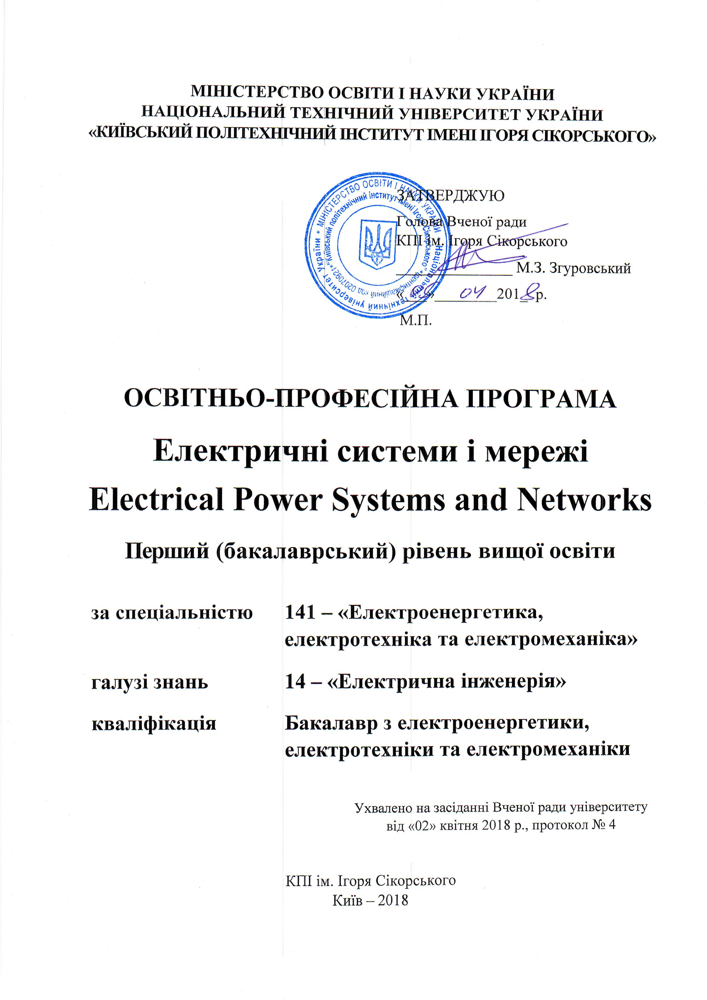 МІНІСТЕРСТВО ОСВІТИ І НАУКИ УКРАЇНИ
НАЦІОНАЛЬНИЙ ТЕХНІЧНИЙ УНІВЕРСИТЕТ УКРАЇНИ
«КИЇВСЬКИЙ ПОЛІТЕХНІЧНИЙ ІНСТИТУТ ІМЕНІ ІГОРЯ СІКОРСЬКОГО»
* МІНІСТЕРСТВО ОСВІТИ І НАУКИ УКРАЇНИ * Національний технічний університет України
"Київський політехнічний інститут імені Ігоря Сікорського" * Ідентифікаційний код 02070921 *
ЗАТВЕРДЖУЮ
Голова Вченої ради
КПІ ім. Ігоря Сікорського
М.З. Згуровський
« » 04 2018 р.
М.П.
ОСВІТНЬО-ПРОФЕСІЙНА ПРОГРАМА
Електричні системи і мережі
Electrical Power Systems and Networks
Перший (бакалаврський) рівень вищої освіти
за спеціальністю 141 – «Електроенергетика,
електротехніка та електромеханіка»
галузі знань 14 – «Електрична інженерія»
кваліфікація Бакалавр з електроенергетики,
електротехніки та електромеханіки
Ухвалено на засіданні Вченої ради університету
від «02» квітня 2018 р., протокол № 4
КПІ ім. Ігоря Сікорського
Київ – 2018